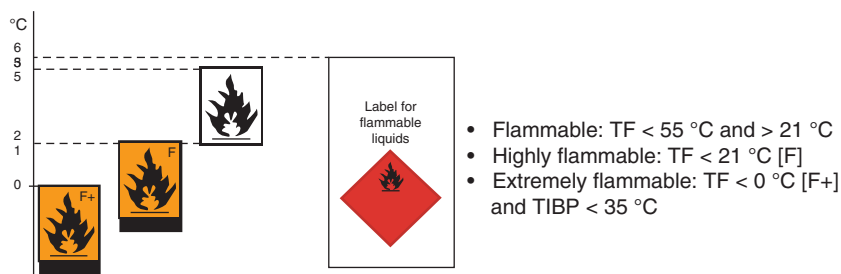 °C
6
3
5
5
2
1
0
F+
F
Label for
flammable
liquids
• Flammable: TF < 55 °C and > 21 °C
• Highly flammable: TF < 21 °C [F]
• Extremely flammable: TF < 0 °C [F+]
and TIBP < 35 °C